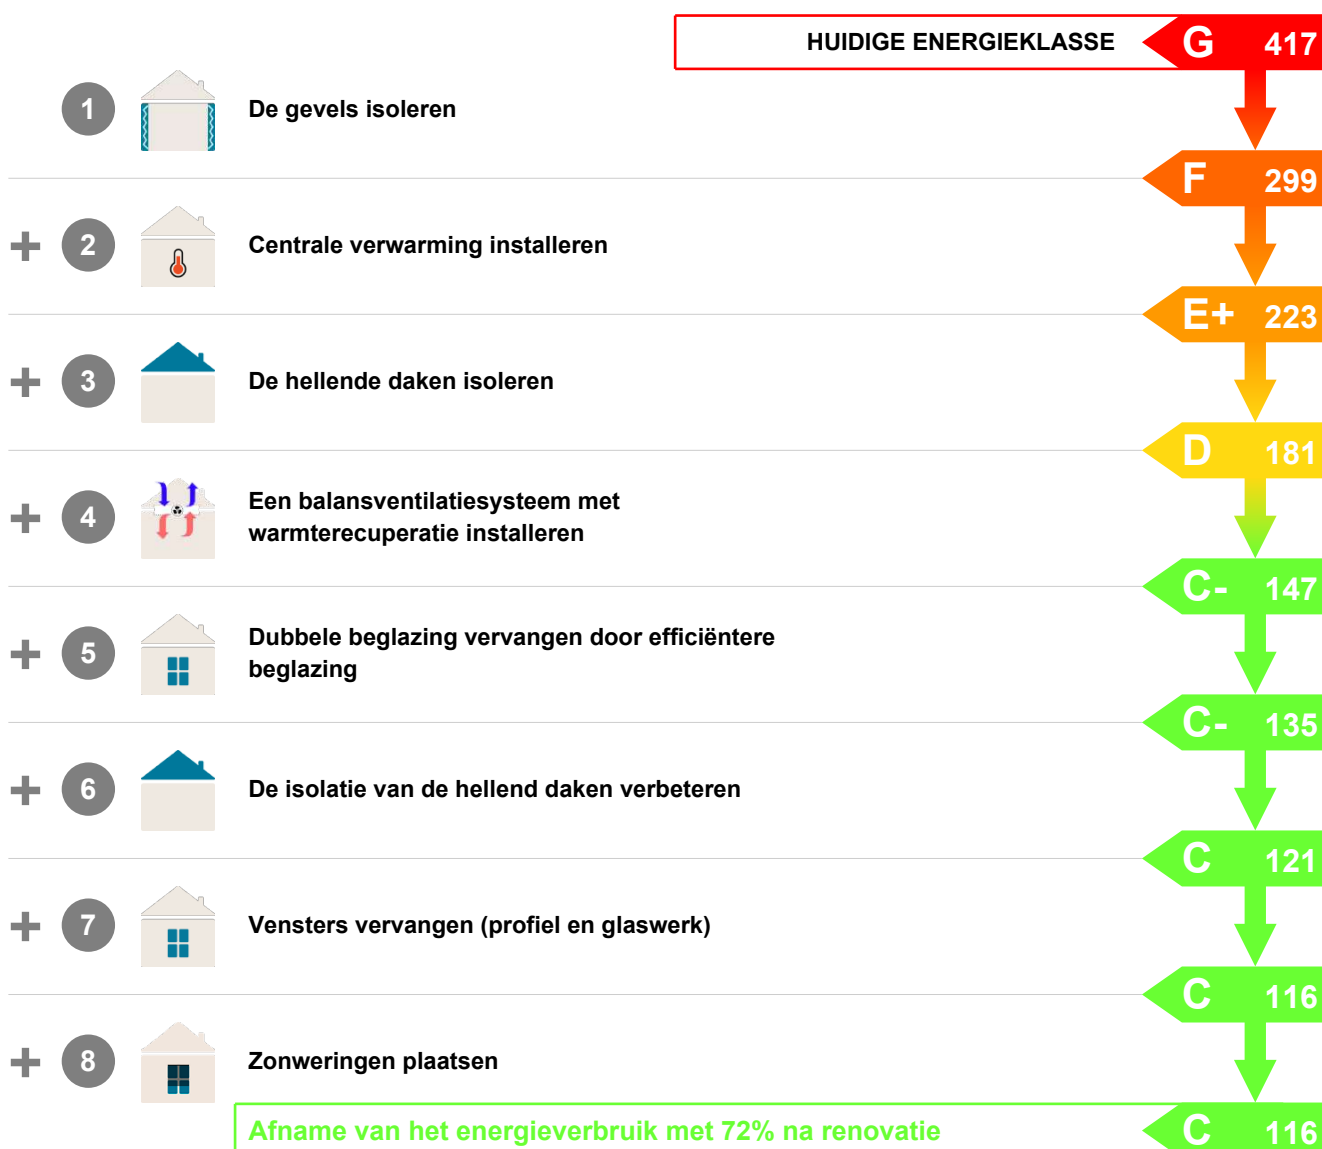 HUIDIGE ENERGIEKLASSE G 417
1 De gevels isoleren
F 299
+ 2 Centrale verwarming installeren
E+ 223
+ 3 De hellende daken isoleren
D 181
+ 4 Een balansventilatiesysteem met
warmterecuperatie installeren
C- 147
+ 5 Dubbele beglazing vervangen door efficiëntere
beglazing
C- 135
+ 6 De isolatie van de hellend daken verbeteren
C 121
+ 7 Vensters vervangen (profiel en glaswerk)
C 116
+ 8 Zonweringen plaatsen
Afname van het energieverbruik met 72% na renovatie C 116